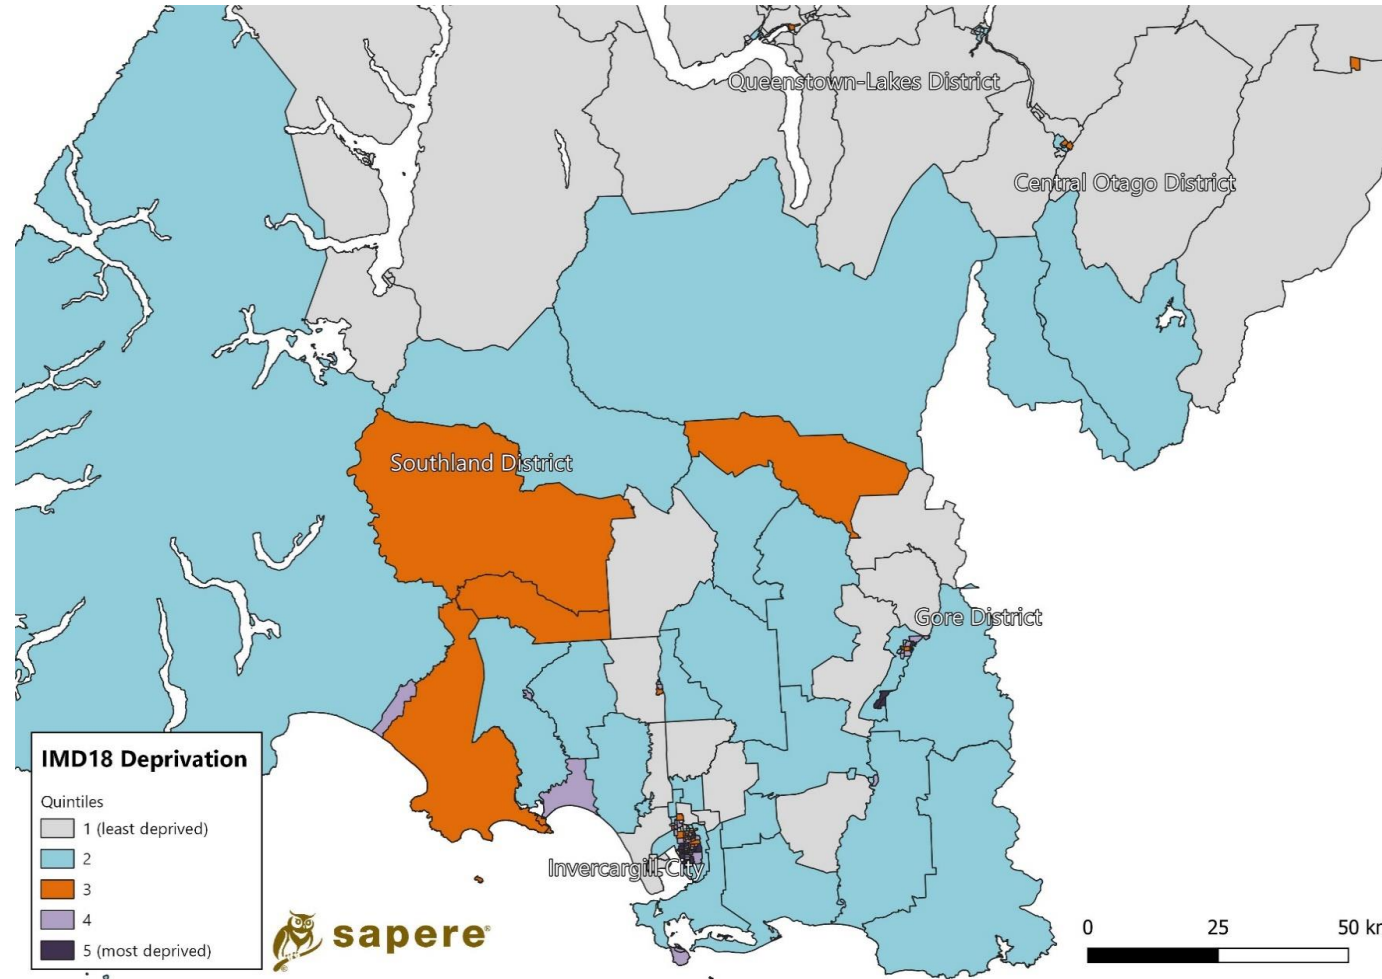 Queenstown-Lakes District
Central Otago District
Southland District
Gore District
Invercargill City
IMD18 Deprivation
Quintiles
1 (least deprived)
2
3
4
5 (most deprived)
sapere
0 25 50 km